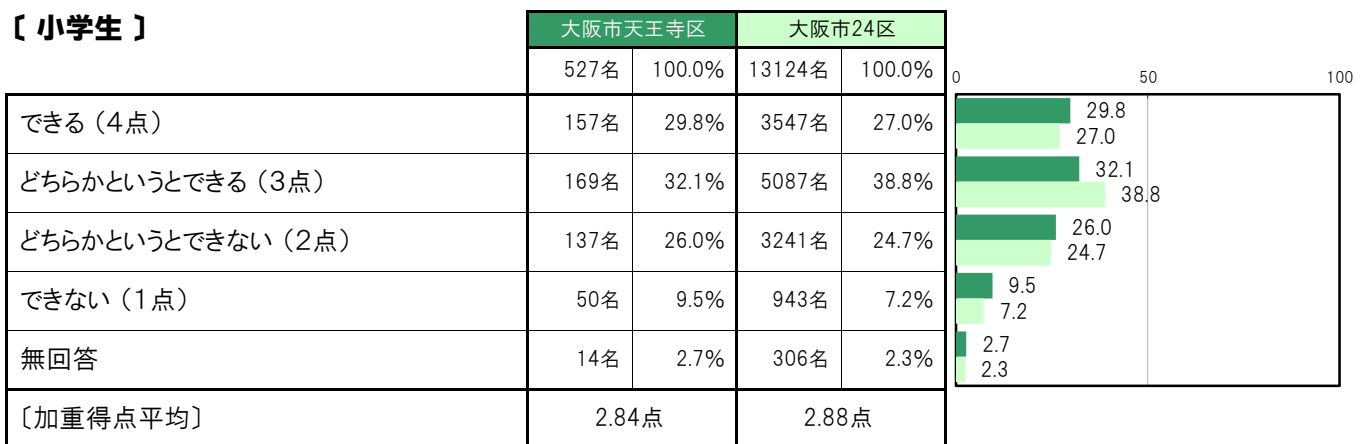 〔 小学生 〕
大阪市天王寺区 大阪市24区
527名 100.0% 13124名 100.0%
0 50 100
できる（4点） 157名 29.8% 3547名 27.0%
29.8
27.0
どちらかというとできる（3点） 169名 32.1% 5087名 38.8%
32.1
38.8
どちらかというとできない（2点） 137名 26.0% 3241名 24.7%
26.0
24.7
できない（1点） 50名 9.5% 943名 7.2%
9.5
7.2
無回答 14名 2.7% 306名 2.3%
2.7
2.3
〔加重得点平均〕 2.84点 2.88点